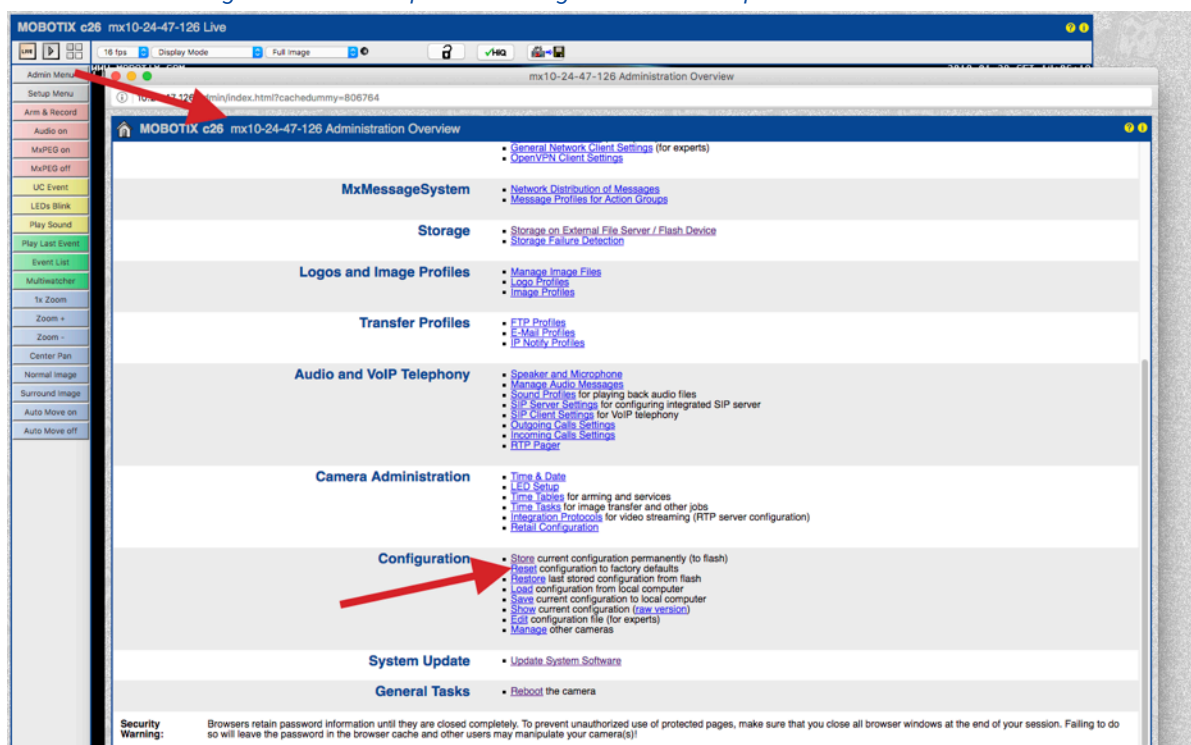 MOBOTIX c26 mx10-24-47-126 Live
16 fps Display Mode Full Image HQ
mx10-24-47-126 Administration Overview
Admin Menu
Setup Menu
Arm & Record
Audio on
MxPEG on
MxPEG off
UC Event
LEDs Blink
Play Sound
Play Last Event
Event List
Multiwatcher
1x Zoom
Zoom +
Zoom -
Center Pan
Normal Image
Surround Image
Auto Move on
Auto Move off
MOBOTIX c26 mx10-24-47-126 Administration Overview
General Network Client Settings (for experts)
OpenVPN Client Settings
MxMessageSystem
Network Distribution of Messages
Message Profiles for Action Groups
Storage
Storage on External File Server / Flash Device
Storage Failure Detection
Logos and Image Profiles
Manage Image Files
Logo Profiles
Image Profiles
Transfer Profiles
FTP Profiles
E-Mail Profiles
IP Notify Profiles
Audio and VoIP Telephony
Speaker and Microphone
Manage Audio Messages
Sound Profiles for playing back audio files
SIP Server Settings for configuring integrated SIP server
SIP Client Settings for VoIP telephony
Outgoing Calls Settings
Incoming Calls Settings
RTP Pager
Camera Administration
Time & Date
LED Setup
Time Tables for arming and services
Time Tasks for image transfer and other jobs
Integration Protocols for video streaming (RTP server configuration)
Retail Configuration
Configuration
Store current configuration permanently (to flash)
Reset configuration to factory defaults
Restore last stored configuration from flash
Load configuration from local computer
Save current configuration to local computer
Show current configuration (raw version)
Edit configuration file (for experts)
Manage other cameras
System Update
Update System Software
General Tasks
Reboot the camera
Security Warning:
Browsers retain password information until they are closed completely. To prevent unauthorized use of protected pages, make sure that you close all browser windows at the end of your session. Failing to do
so will leave the password in the browser cache and other users may manipulate your camera(s)!